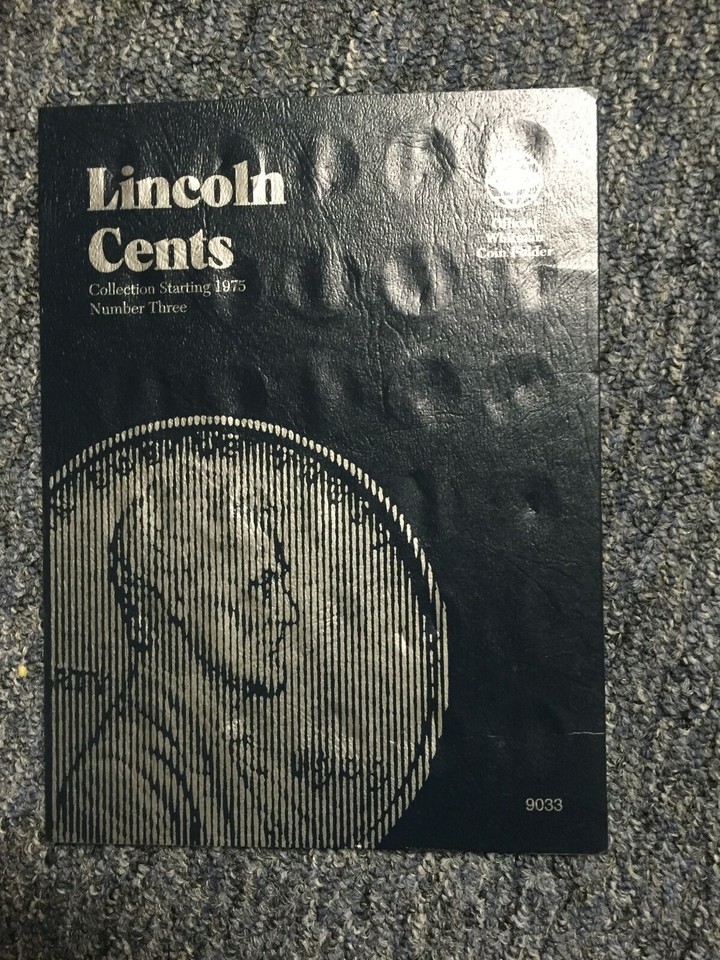 Lincoln
Cents
Collection Starting 1975
Number Three
Official
Whitman
Coin Folder
9033